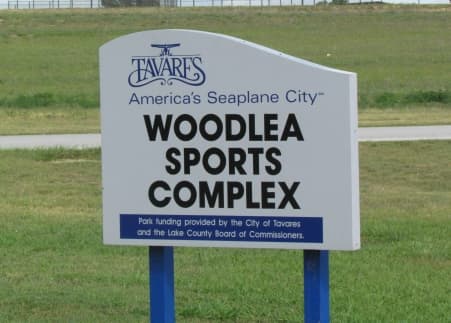 TAVARES
America's Seaplane City℠
WOODLEA
SPORTS
COMPLEX
Park funding provided by the City of Tavares
and the Lake County Board of Commissioners.